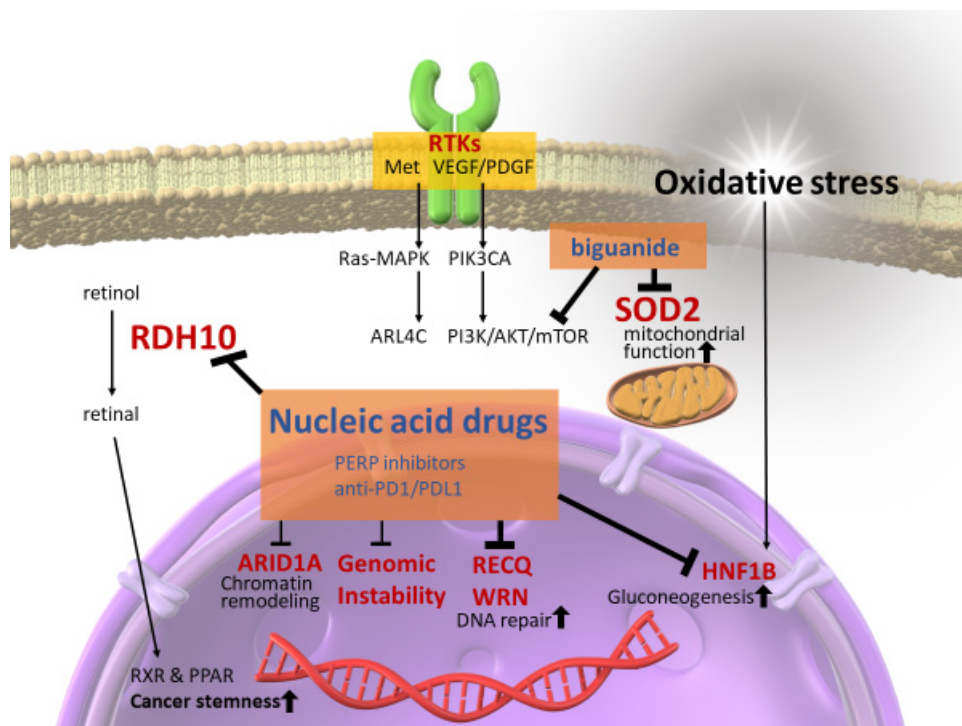 RTKs
Met VEGF/PDGF
Oxidative stress
Ras-MAPK PIK3CA
biguanide
retinol
SOD2
RDH10
ARL4C PI3K/AKT/mTOR
mitochondrial
function
retinal
Nucleic acid drugs
PERP inhibitors
anti-PD1/PDL1
ARID1A
Chromatin
remodeling
Genomic
Instability
RECQ
WRN
DNA repair
HNF1B
Gluconeogenesis
RXR & PPAR
Cancer stemness